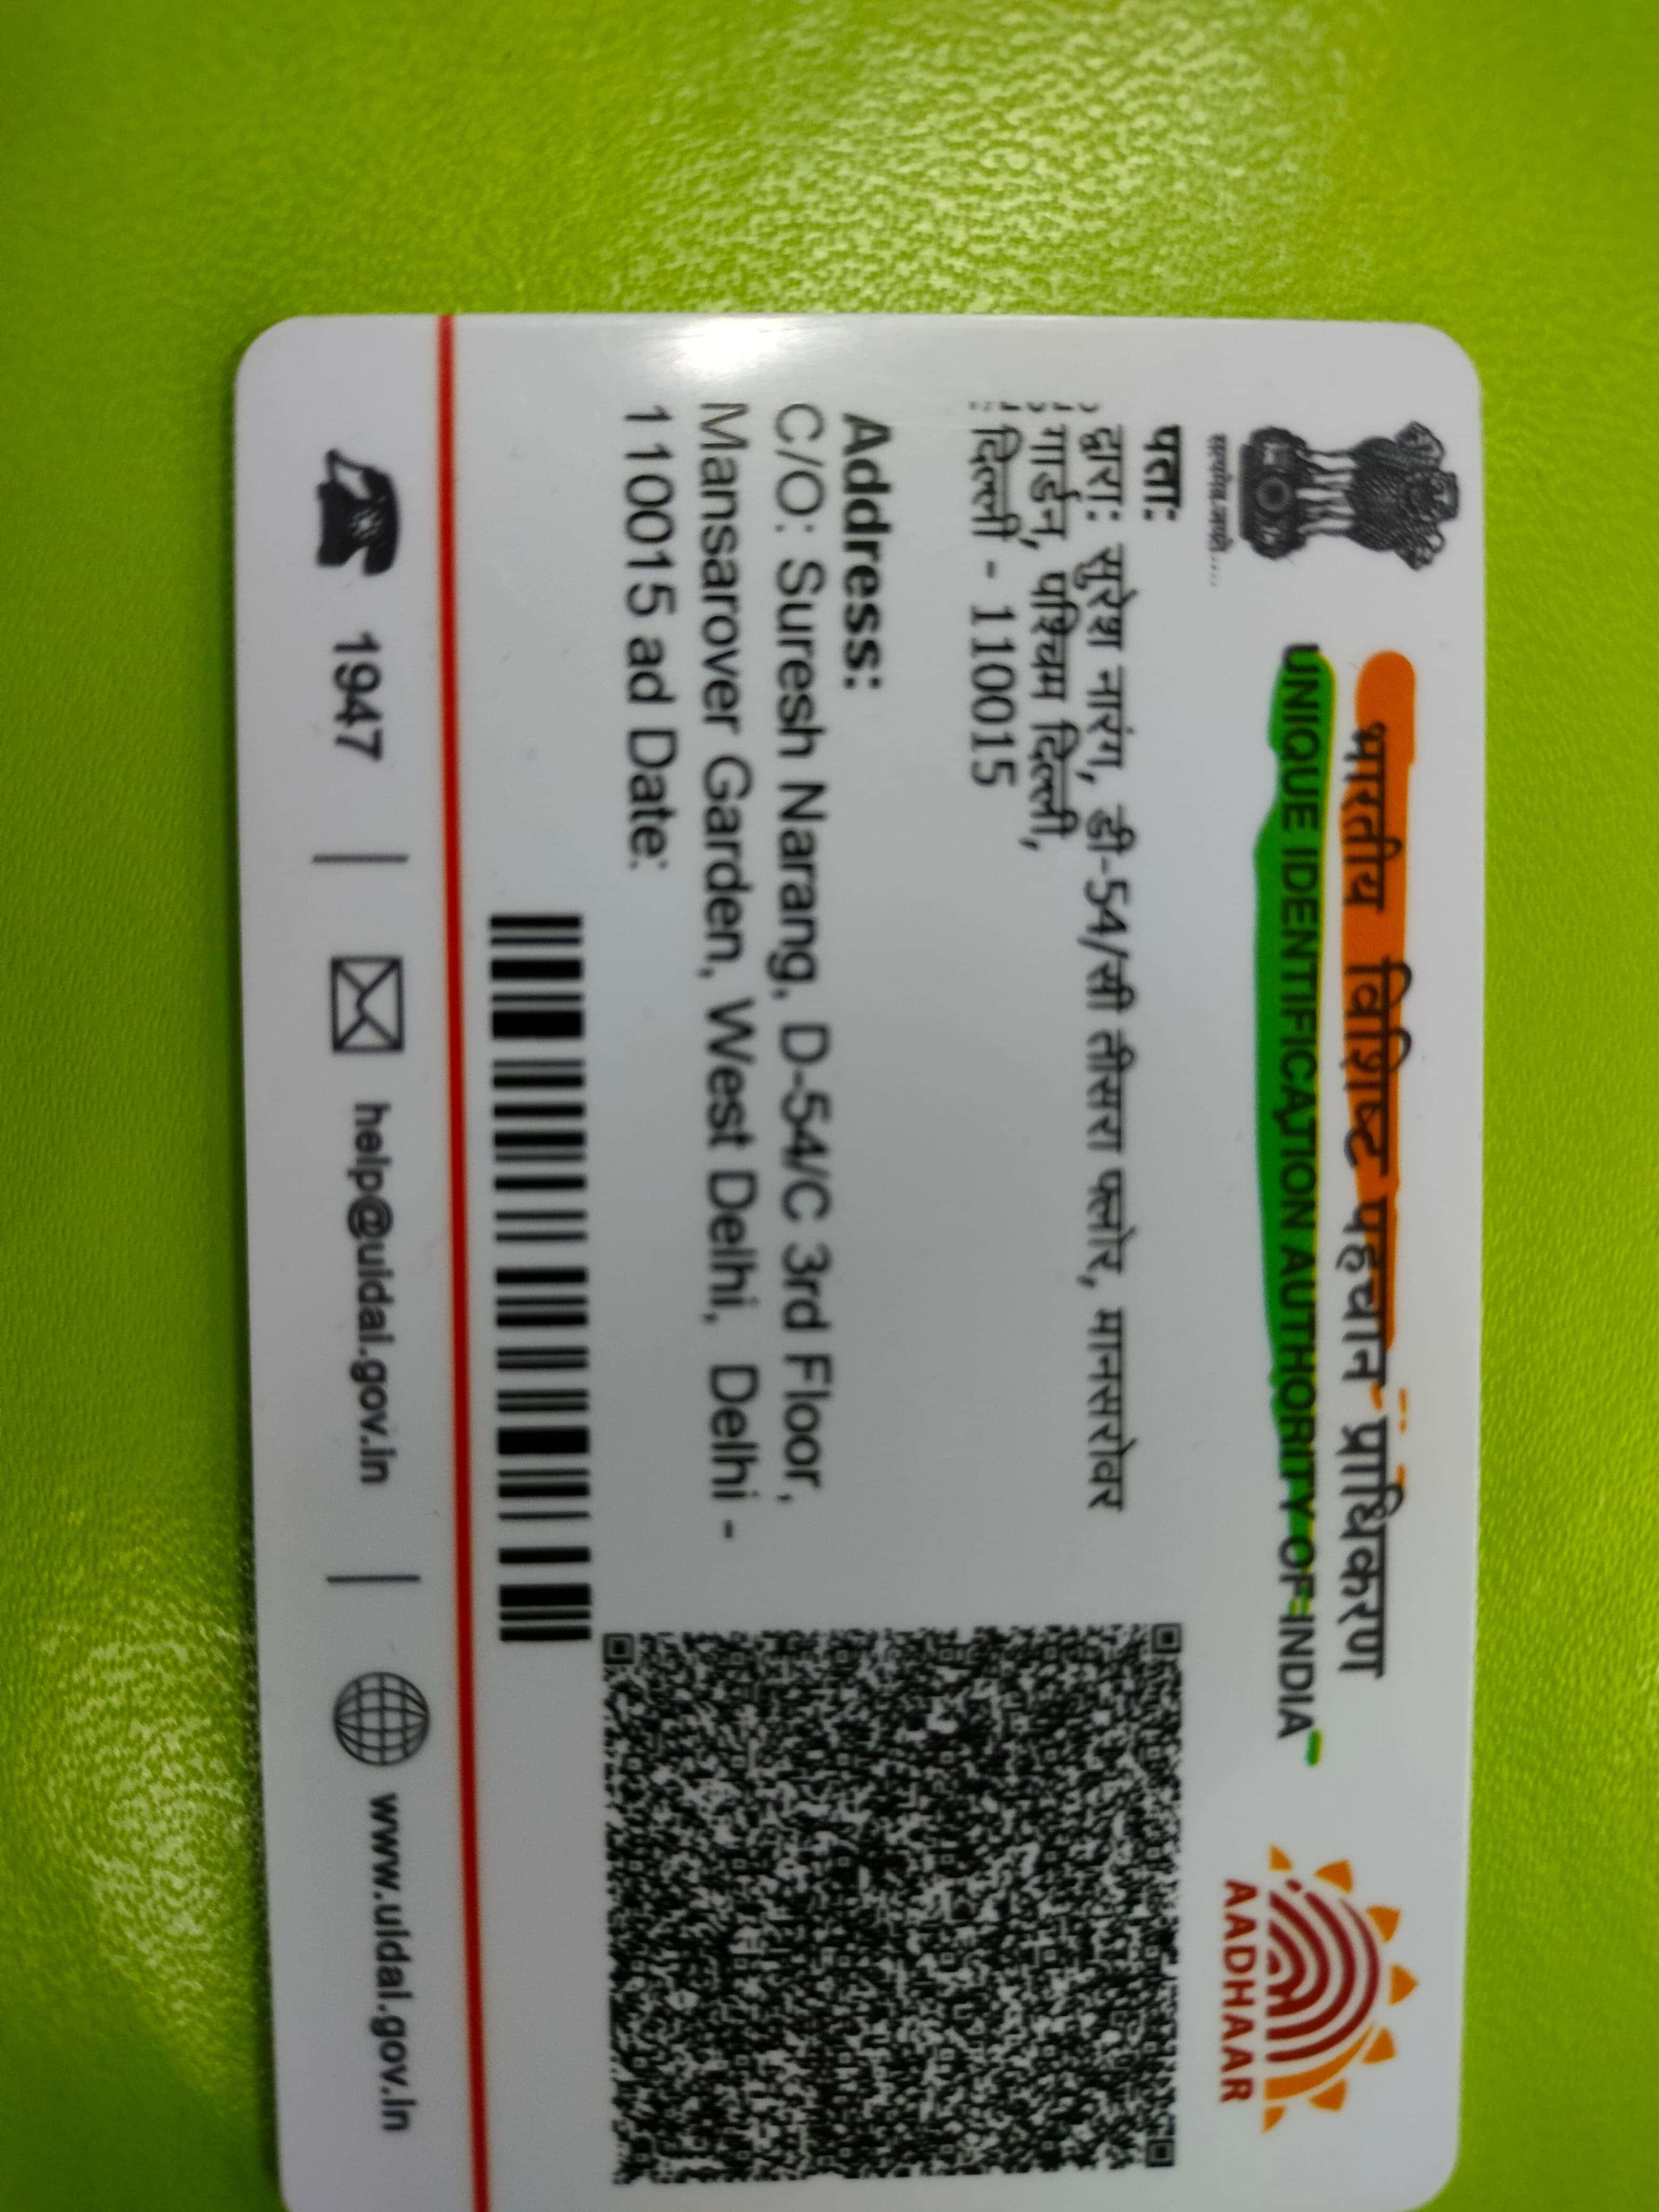 भारतीय विशिष्ट पहचान प्राधिकरण
UNIQUE IDENTIFICATION AUTHORITY OF INDIA
AADHAAR
पता:
द्वारा: सुरेश नारंग, डी-54/सी तीसरा फ्लोर, मानसरोवर
गार्डन, पश्चिम दिल्ली,
दिल्ली - 110015
Address:
C/O: Suresh Narang, D-54/C 3rd Floor,
Mansarover Garden, West Delhi, Delhi -
110015 ad Date:
1947
help@uidai.gov.in
www.uidai.gov.in